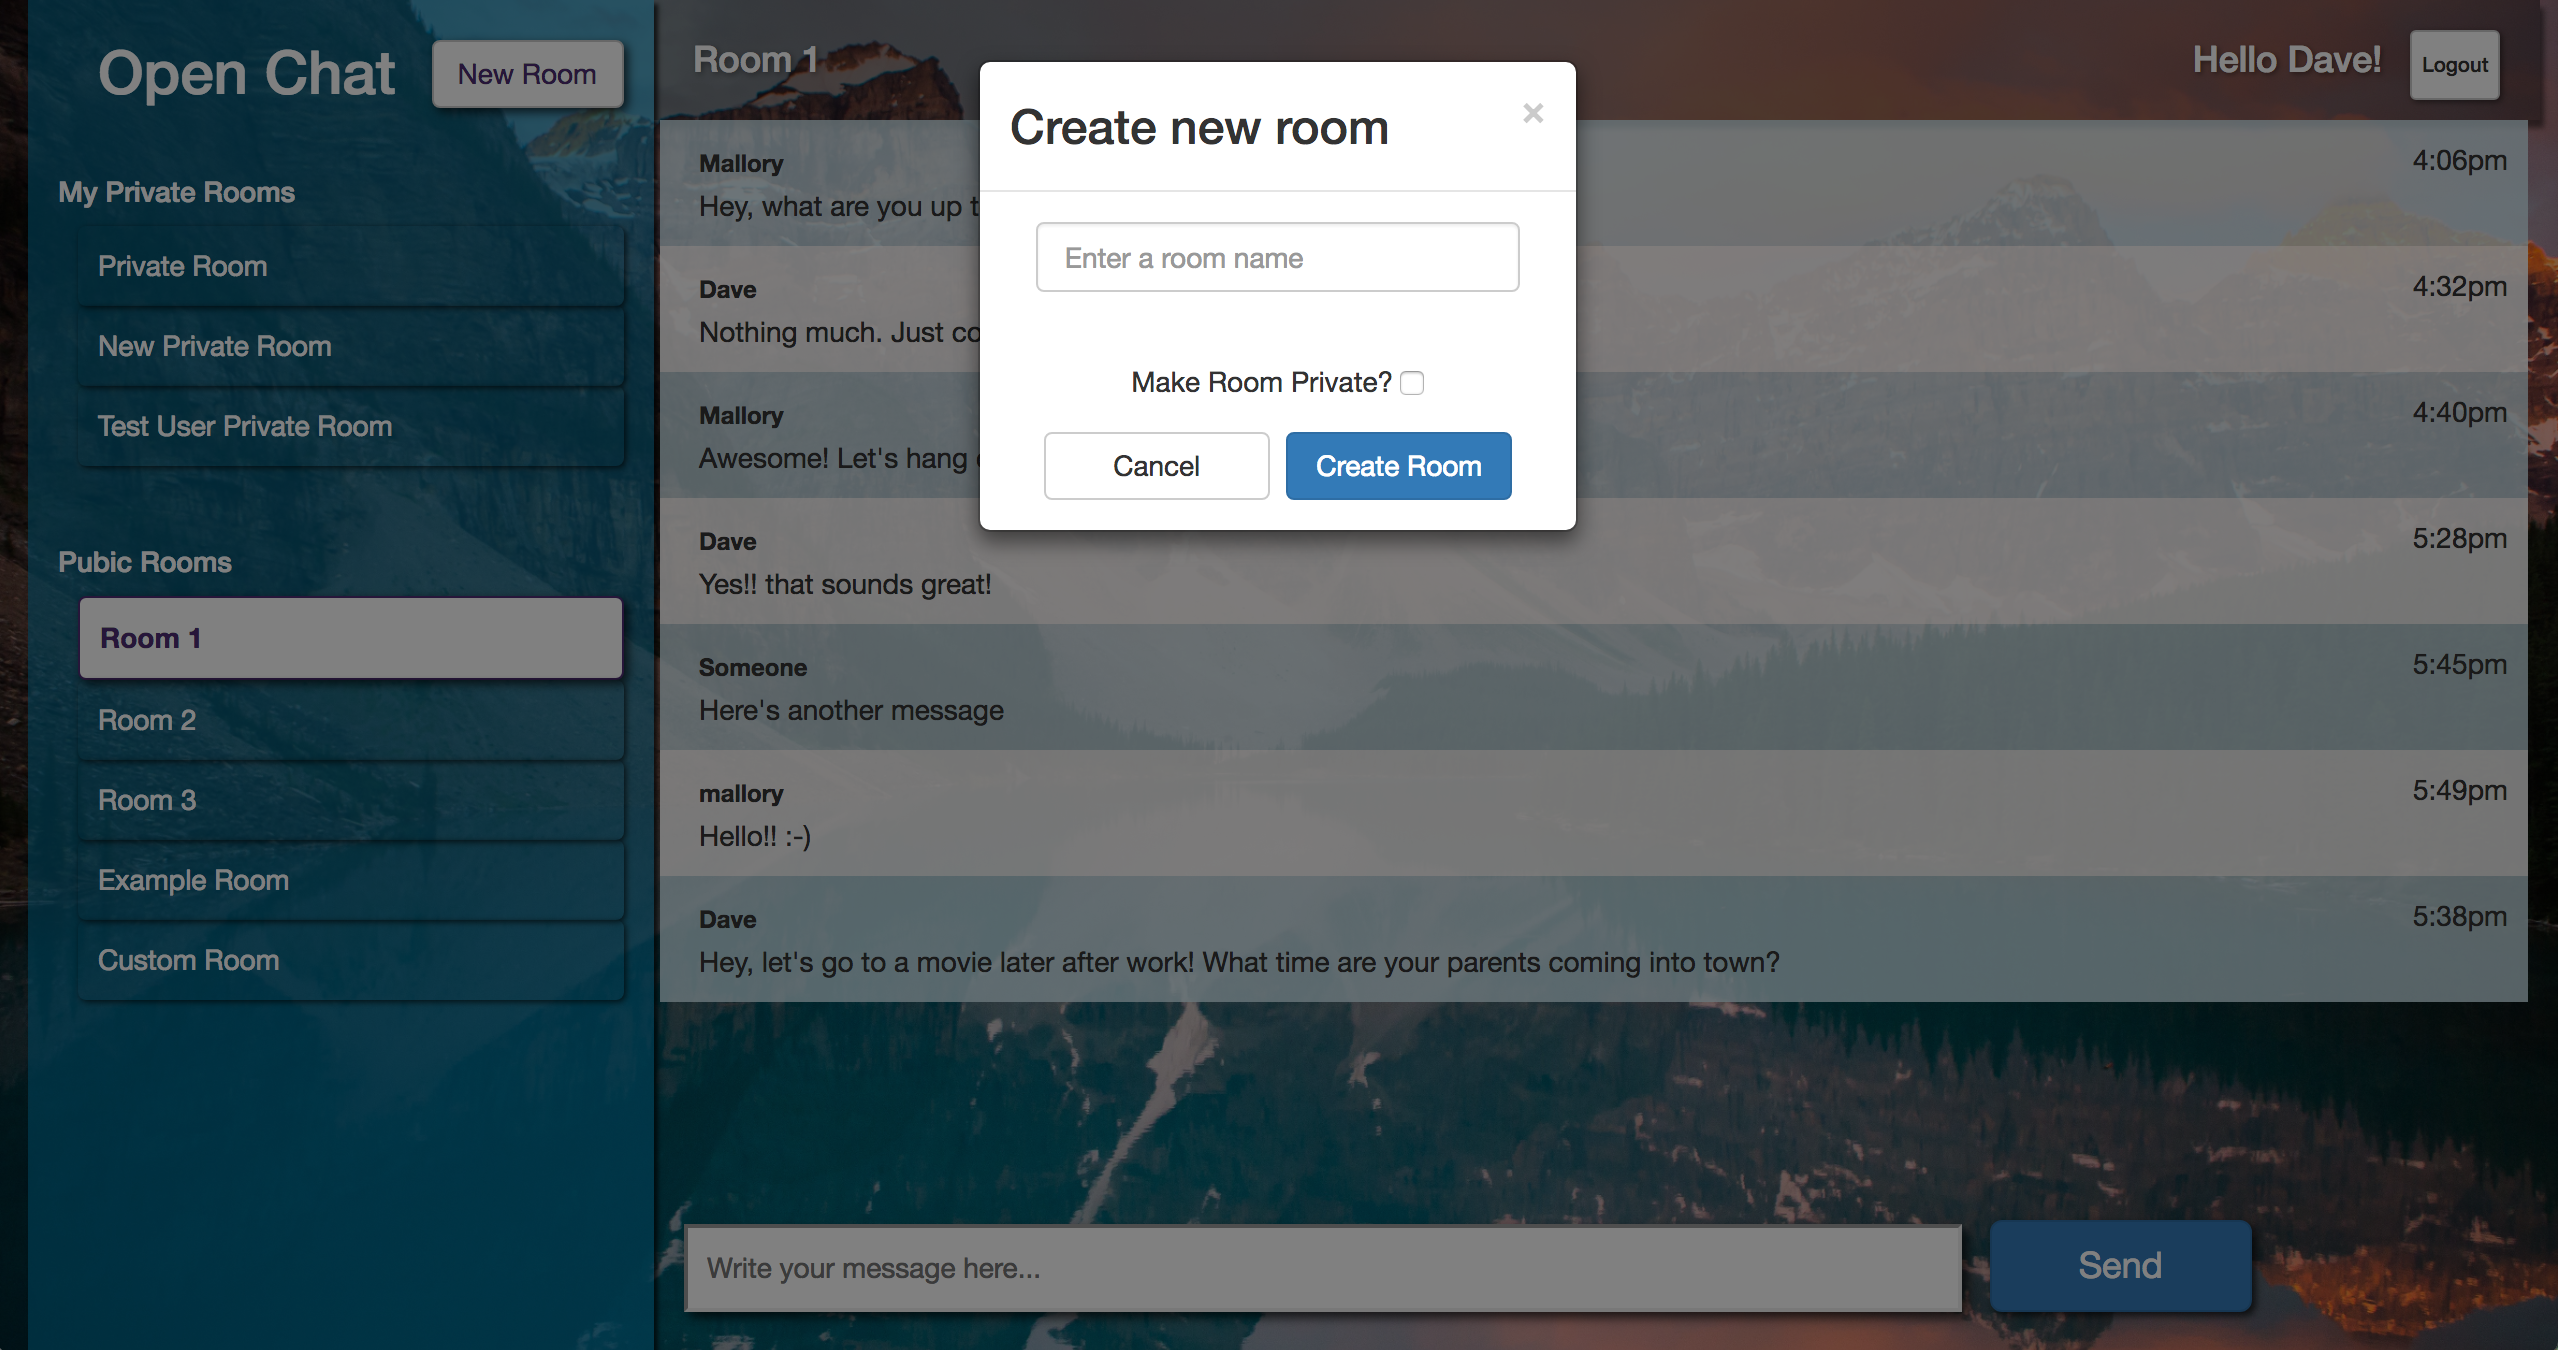 Open Chat
New Room
My Private Rooms
Private Room
New Private Room
Test User Private Room
Pubic Rooms
Room 1
Room 2
Room 3
Example Room
Custom Room
Room 1
Hello Dave!
Logout
Create new room
×
Enter a room name
Make Room Private?
Cancel
Create Room
Mallory
4:06pm
Hey, what are you up
Dave
4:32pm
Nothing much. Just
Mallory
4:40pm
Awesome! Let's hang
Dave
5:28pm
Yes!! that sounds great!
Someone
5:45pm
Here's another message
mallory
5:49pm
Hello!! :-)
Dave
5:38pm
Hey, let's go to a movie later after work! What time are your parents coming into town?
Write your message here...
Send